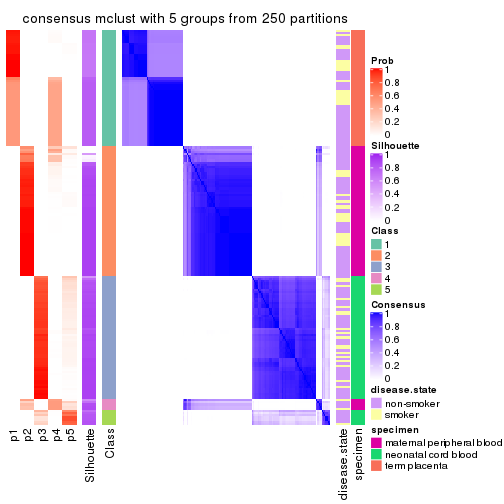 consensus mclust with 5 groups from 250 partitions
Prob
1
0.8
0.6
0.4
0.2
0
Silhouette
1
0.8
0.6
0.4
0.2
0
Class
1
2
3
4
5
Consensus
1
0.8
0.6
0.4
0.2
0
disease.state
non-smoker
smoker
specimen
maternal peripheral blood
neonatal cord blood
term placenta
p1
p2
p3
p4
p5
Silhouette
Class
disease.state
specimen